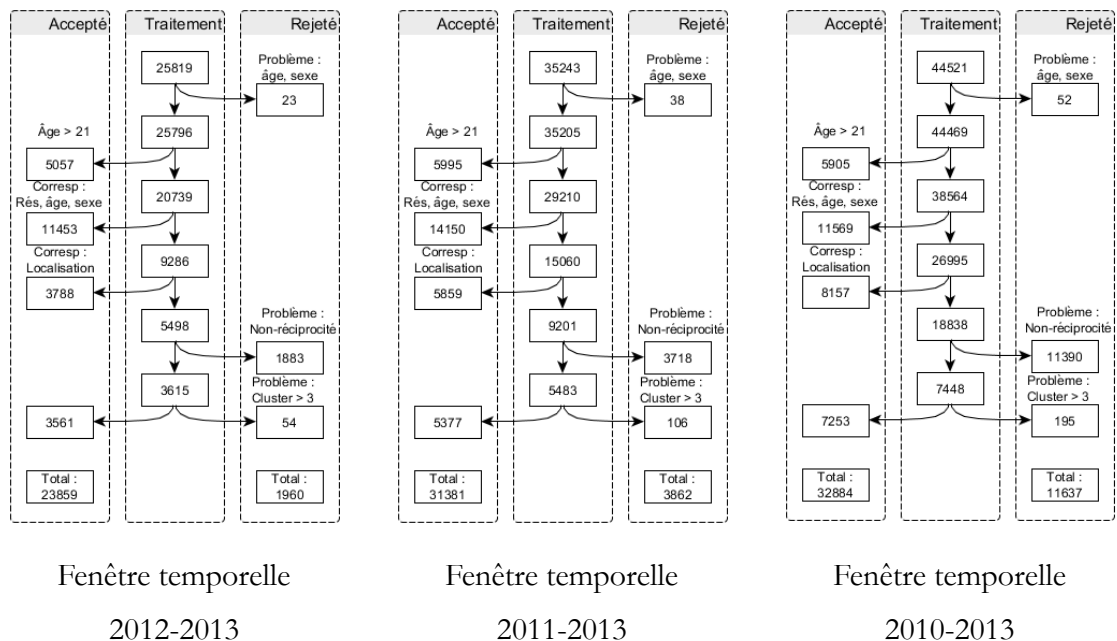 Accepté
Traitement
Rejeté
25819
Problème :
âge, sexe
23
Âge > 21
25796
5057
Corresp :
Rés, âge, sexe
20739
11453
Corresp :
Localisation
9286
3788
5498
Problème :
Non-réciprocité
1883
3615
Problème :
Cluster > 3
3561
54
Total :
23859
Total :
1960
Fenêtre temporelle
2012-2013
Accepté
Traitement
Rejeté
35243
Problème :
âge, sexe
38
Âge > 21
35205
5995
Corresp :
Rés, âge, sexe
29210
14150
Corresp :
Localisation
15060
5859
9201
Problème :
Non-réciprocité
3718
5483
Problème :
Cluster > 3
5377
106
Total :
31381
Total :
3862
Fenêtre temporelle
2011-2013
Accepté
Traitement
Rejeté
44521
Problème :
âge, sexe
52
Âge > 21
44469
5905
Corresp :
Rés, âge, sexe
38564
11569
Corresp :
Localisation
26995
8157
18838
Problème :
Non-réciprocité
11390
7448
Problème :
Cluster > 3
7253
195
Total :
32884
Total :
11637
Fenêtre temporelle
2010-2013